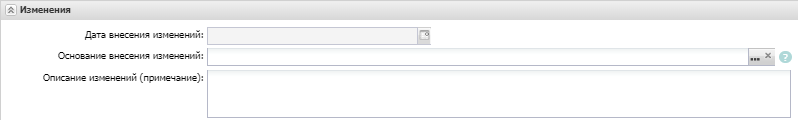 Изменения
Дата внесения изменений:
Основание внесения изменений:
Описание изменений (примечание):